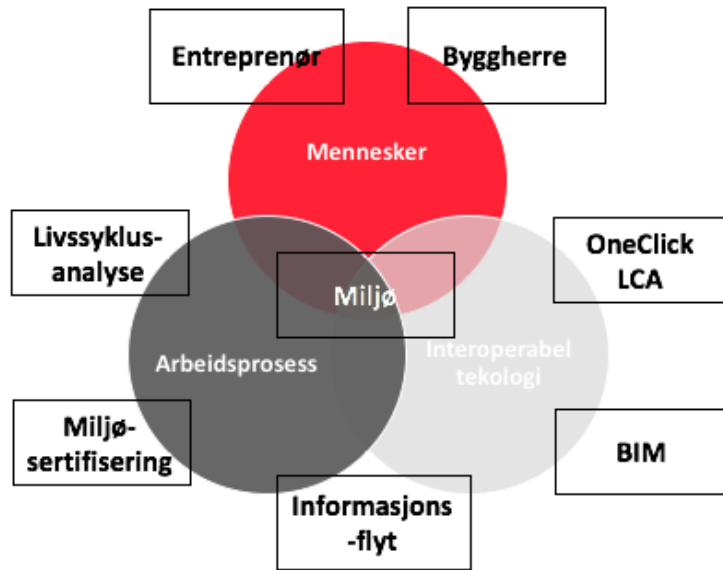 Entreprenør
Byggherre
Mennesker
Livssyklus-
analyse
OneClick
LCA
Miljø
Arbeidsprosess
Interoperabel
tekologi
Miljø-
sertifisering
BIM
Informasjons
-flyt